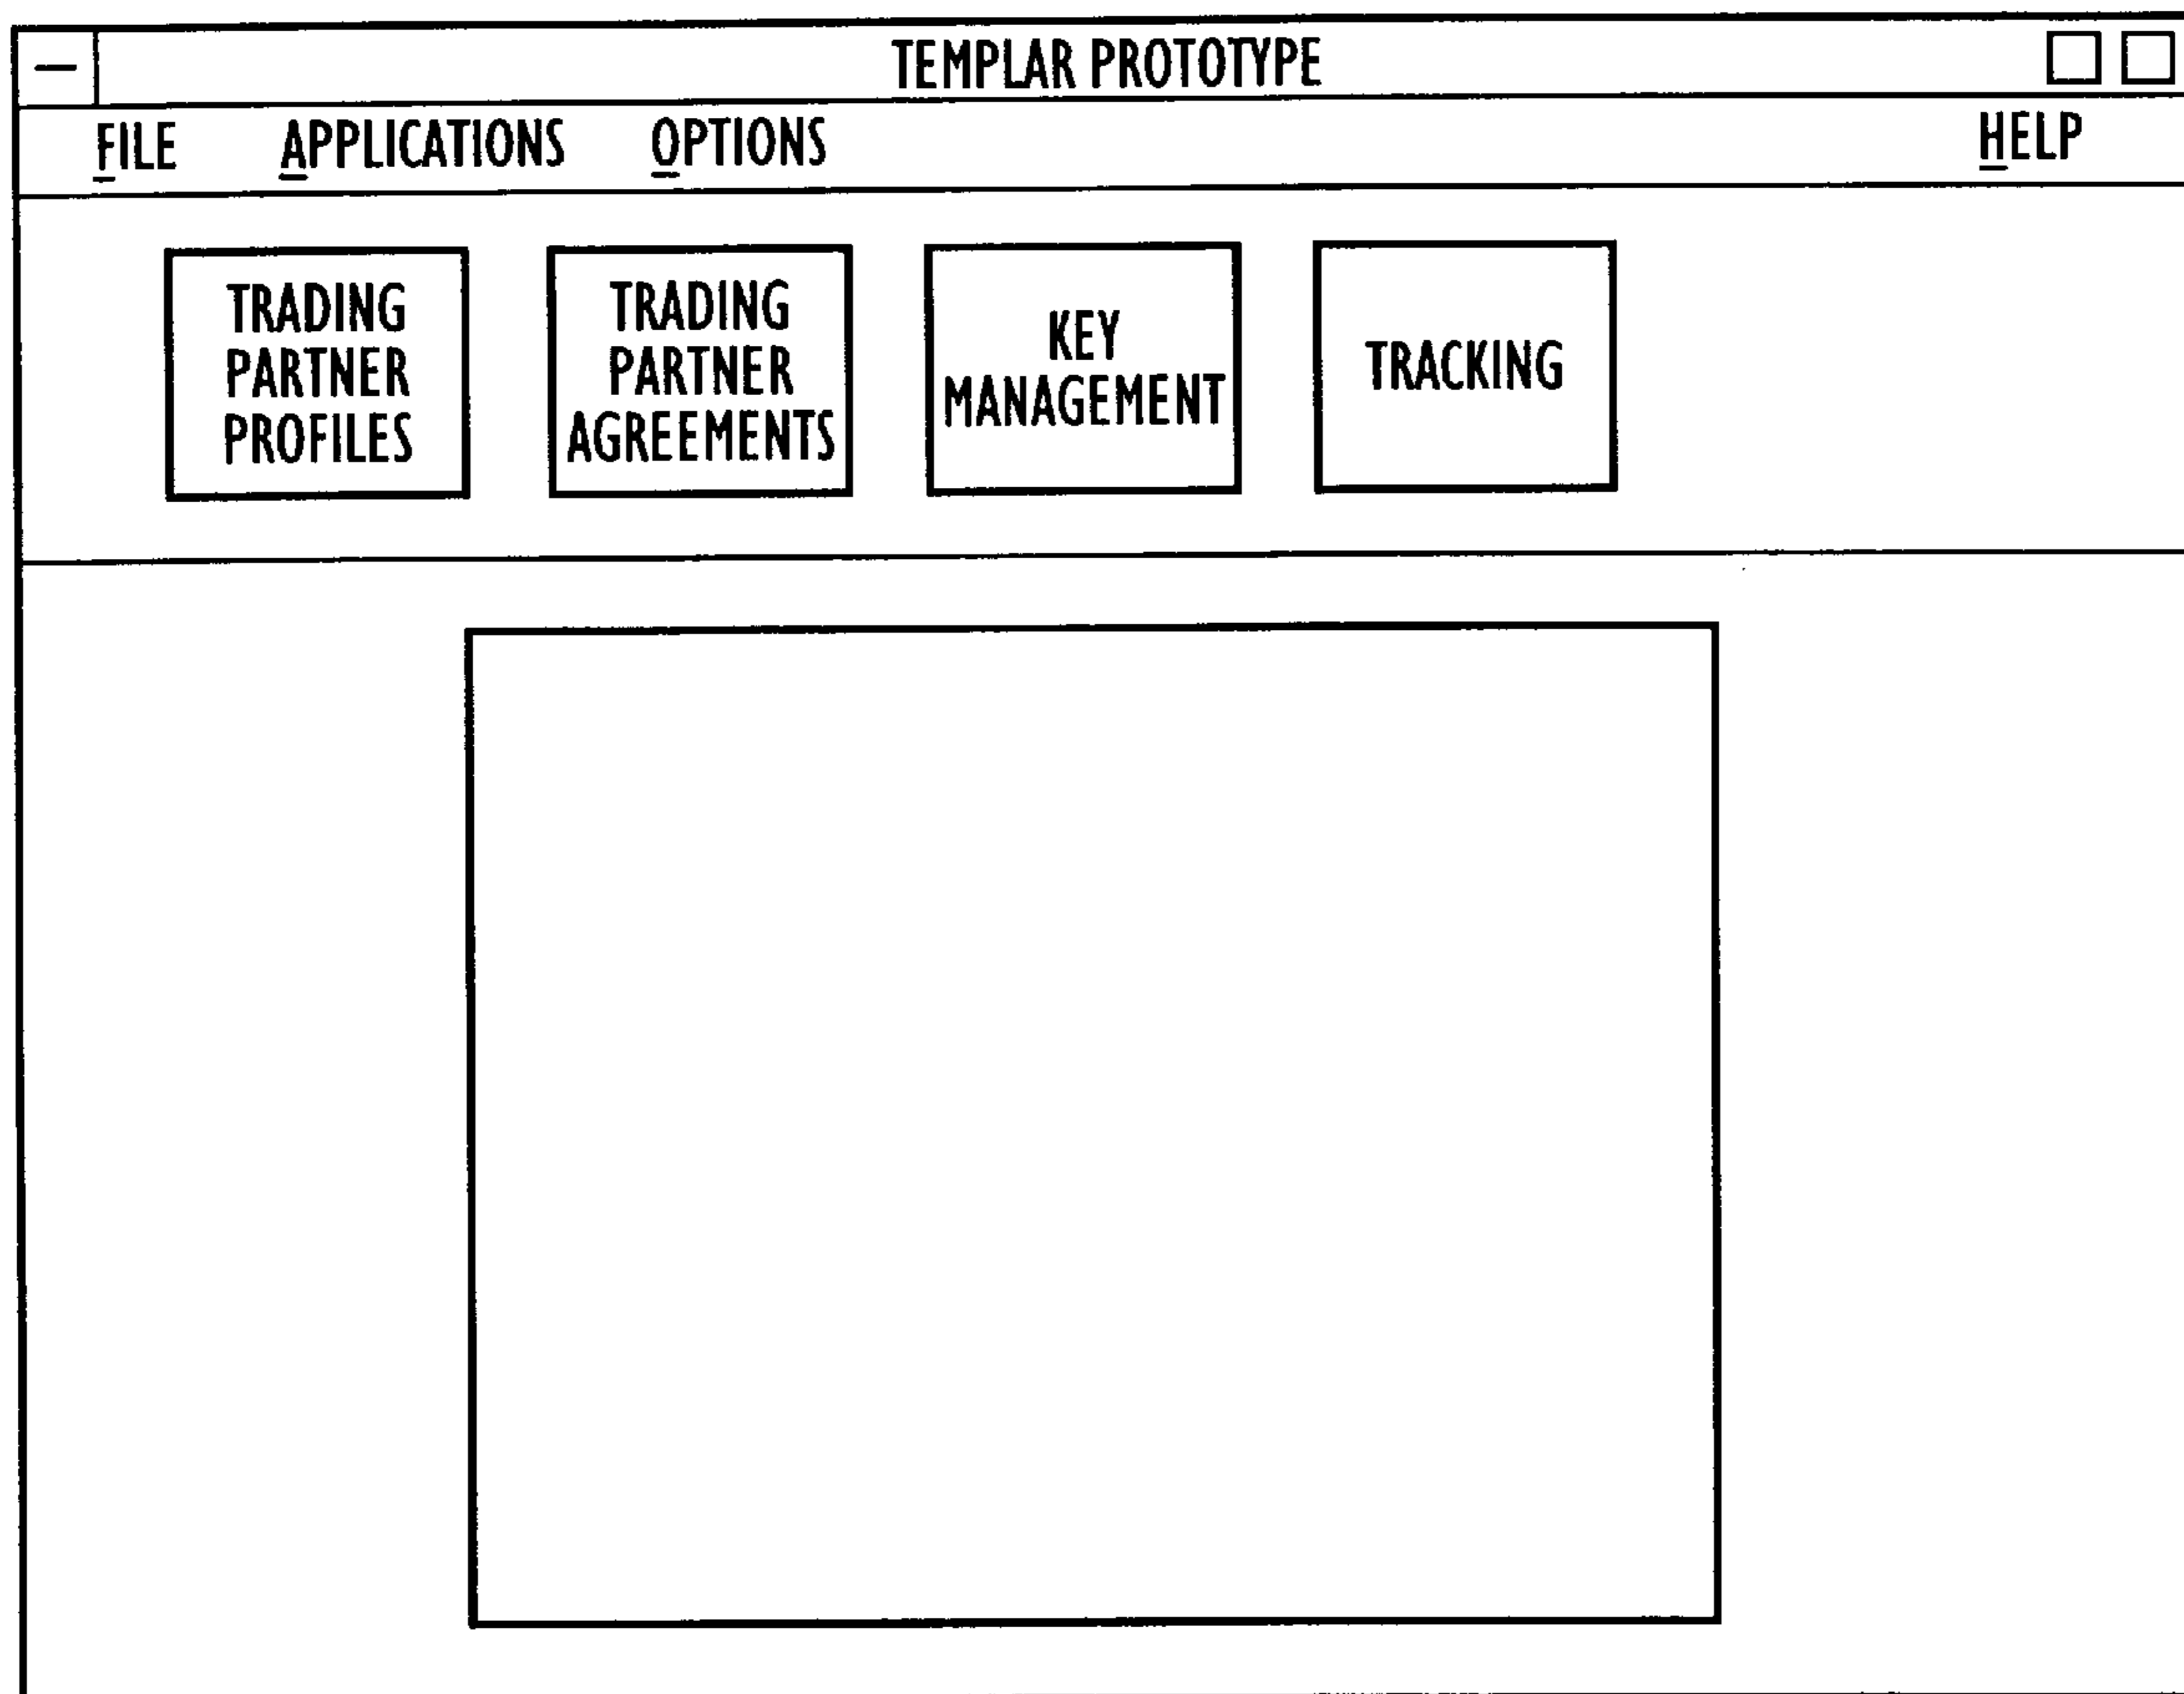 TEMPLAR PROTOTYPE
FILE APPLICATIONS OPTIONS HELP
TRADING
PARTNER
PROFILES
TRADING
PARTNER
AGREEMENTS
KEY
MANAGEMENT
TRACKING